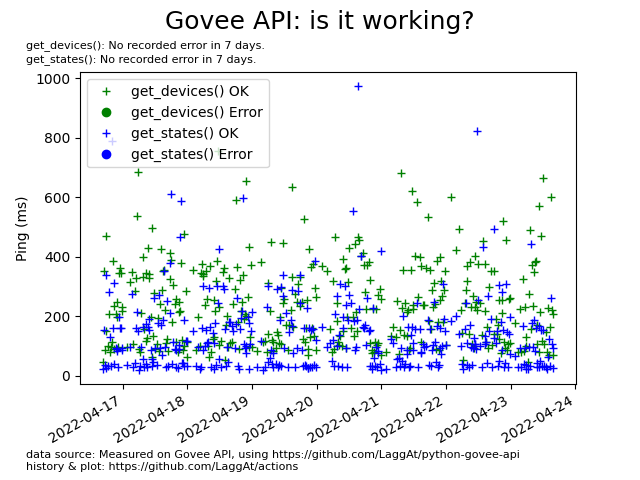 Govee API: is it working?
get_devices(): No recorded error in 7 days.
get_states(): No recorded error in 7 days.
1000
800
600
400
200
0
Ping (ms)
get_devices() OK
get_devices() Error
get_states() OK
get_states() Error
2022-04-17
2022-04-18
2022-04-19
2022-04-20
2022-04-21
2022-04-22
2022-04-23
2022-04-24
data source: Measured on Govee API, using https://github.com/LaggAt/python-govee-api
history & plot: https://github.com/LaggAt/actions